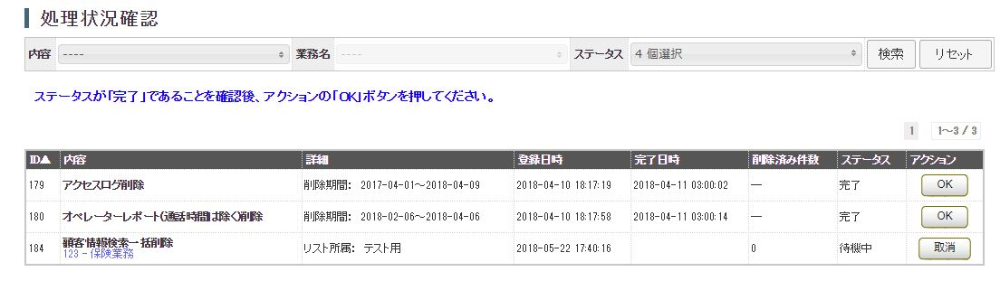 処理状況確認
内容 ---- 業務名 ---- ステータス 4 個選択 検索 リセット
ステータスが「完了」であることを確認後、アクションの「OK」ボタンを押してください。
1 1～3 / 3
ID▲ 内容 詳細 登録日時 完了日時 削除済み件数 ステータス アクション
179 アクセスログ削除 削除期間： 2017-04-01～2018-04-09 2018-04-10 18:17:19 2018-04-11 03:00:02 ― 完了 OK
180 オペレーターレポート(通話時間は除く)削除 削除期間： 2018-02-06～2018-04-06 2018-04-10 18:17:58 2018-04-11 03:00:14 ― 完了 OK
184 顧客情報検索一括削除 リスト所属： テスト用 2018-05-22 17:40:16 0 待機中 取消
123 - 保険業務